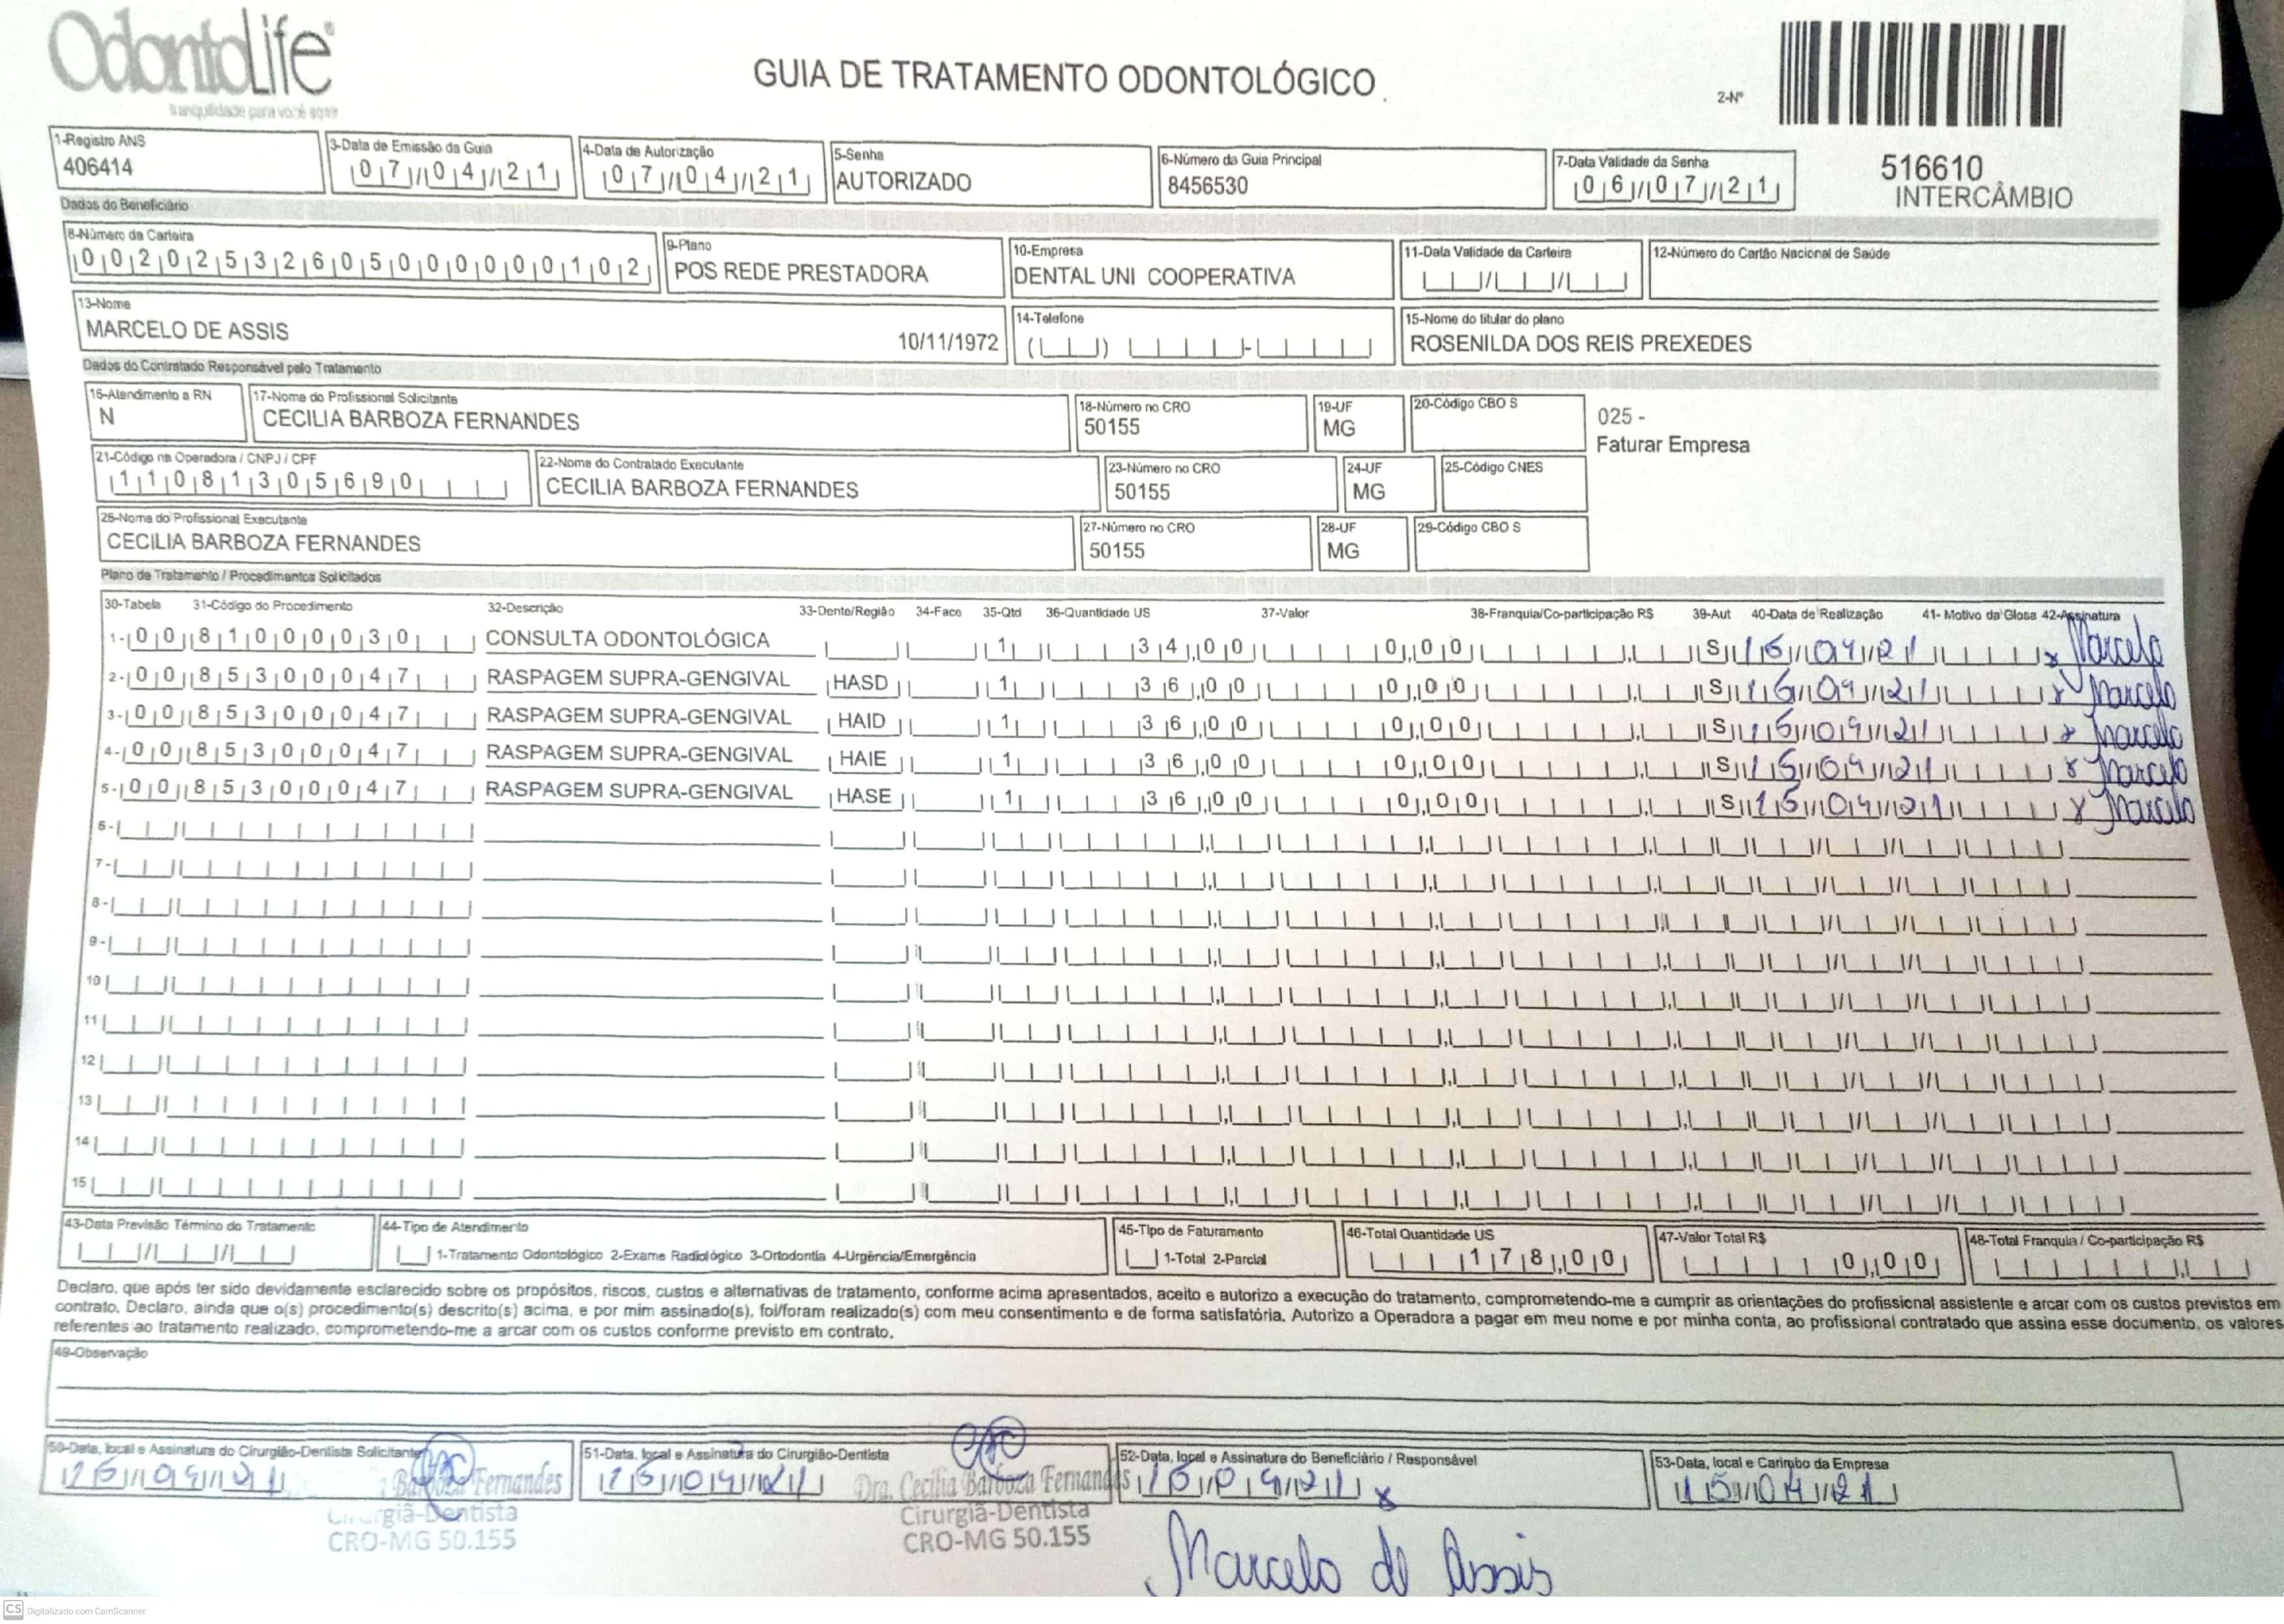 OdontoLife
tranquilidade para você agora
GUIA DE TRATAMENTO ODONTOLÓGICO
2-Nº
516610
INTERCÂMBIO
1-Registro ANS
406414
3-Data de Emissão da Guia
07/04/21
4-Data de Autorização
07/04/21
5-Senha
AUTORIZADO
6-Número da Guia Principal
8456530
7-Data Validade da Senha
06/07/21
Dados do Beneficiário
8-Número da Carteira
00202532605000000102
9-Plano
POS REDE PRESTADORA
10-Empresa
DENTAL UNI COOPERATIVA
11-Data Validade da Carteira
12-Número do Cartão Nacional de Saúde
13-Nome
MARCELO DE ASSIS 10/11/1972
14-Telefone
15-Nome do titular do plano
ROSENILDA DOS REIS PREXEDES
Dados do Contratado Responsável pelo Tratamento
16-Atendimento a RN
N
17-Nome do Profissional Solicitante
CECILIA BARBOZA FERNANDES
18-Número no CRO
50155
19-UF
MG
20-Código CBO S
025 -
Faturar Empresa
21-Código na Operadora / CNPJ / CPF
11081305690
22-Nome do Contratado Executante
CECILIA BARBOZA FERNANDES
23-Número no CRO
50155
24-UF
MG
25-Código CNES
26-Nome do Profissional Executante
CECILIA BARBOZA FERNANDES
27-Número no CRO
50155
28-UF
MG
29-Código CBO S
Plano de Tratamento / Procedimentos Solicitados
30-Tabela 31-Código do Procedimento 32-Descrição 33-Dente/Região 34-Face 35-Qtd 36-Quantidade US 37-Valor 38-Franquia/Co-participação R$ 39-Aut 40-Data de Realização 41- Motivo da Glosa 42-Assinatura
1- 00 81000030 CONSULTA ODONTOLÓGICA 1 34,00 0,00 S 15/04/21 x Marcelo
2- 00 85300047 RASPAGEM SUPRA-GENGIVAL HASD 1 36,00 0,00 S 15/04/21 x Marcelo
3- 00 85300047 RASPAGEM SUPRA-GENGIVAL HAID 1 36,00 0,00 S 15/04/21 x Marcelo
4- 00 85300047 RASPAGEM SUPRA-GENGIVAL HAIE 1 36,00 0,00 S 15/04/21 x Marcelo
5- 00 85300047 RASPAGEM SUPRA-GENGIVAL HASE 1 36,00 0,00 S 15/04/21 x Marcelo
6-
7-
8-
9-
10
11
12
13
14
15
43-Data Previsão Término do Tratamento
44-Tipo de Atendimento
1-Tratamento Odontológico 2-Exame Radiológico 3-Ortodontia 4-Urgência/Emergência
45-Tipo de Faturamento
1-Total 2-Parcial
46-Total Quantidade US
178,00
47-Valor Total R$
0,00
48-Total Franquia / Co-participação R$
Declaro, que após ter sido devidamente esclarecido sobre os propósitos, riscos, custos e alternativas de tratamento, conforme acima apresentados, aceito e autorizo a execução do tratamento, comprometendo-me a cumprir as orientações do profissional assistente e arcar com os custos previstos em
contrato. Declaro, ainda que o(s) procedimento(s) descrito(s) acima, e por mim assinado(s), foi/foram realizado(s) com meu consentimento e de forma satisfatória. Autorizo a Operadora a pagar em meu nome e por minha conta, ao profissional contratado que assina esse documento, os valores
referentes ao tratamento realizado, comprometendo-me a arcar com os custos conforme previsto em contrato.
49-Observação
50-Data, local e Assinatura do Cirurgião-Dentista Solicitante
15/04/21
Barboza Fernandes
Cirurgiã-Dentista
CRO-MG 50.155
51-Data, local e Assinatura do Cirurgião-Dentista
15/04/21
Dra. Cecília Barboza Fernandes
Cirurgiã-Dentista
CRO-MG 50.155
52-Data, local e Assinatura do Beneficiário / Responsável
15/04/21 x
Marcelo de Assis
53-Data, local e Carimbo da Empresa
15/04/21
CS Digitalizado com CamScanner